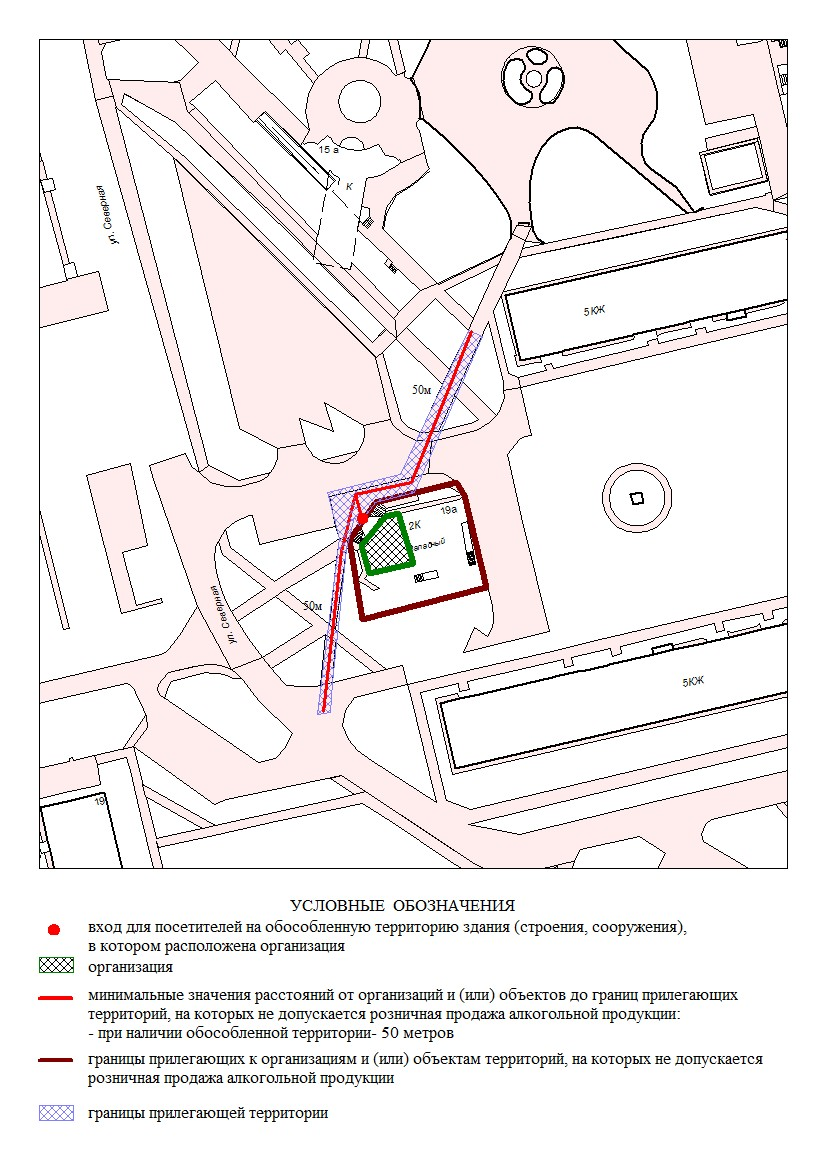 15 а
К
ул. Северная
5КЖ
50м
19а
2К
50м
ул. Северная
5КЖ
19
УСЛОВНЫЕ ОБОЗНАЧЕНИЯ
вход для посетителей на обособленную территорию здания (строения, сооружения),
в котором расположена организация
организация
минимальные значения расстояний от организаций и (или) объектов до границ прилегающих
территорий, на которых не допускается розничная продажа алкогольной продукции:
- при наличии обособленной территории- 50 метров
границы прилегающих к организациям и (или) объектам территорий, на которых не допускается
розничная продажа алкогольной продукции
границы прилегающей территории